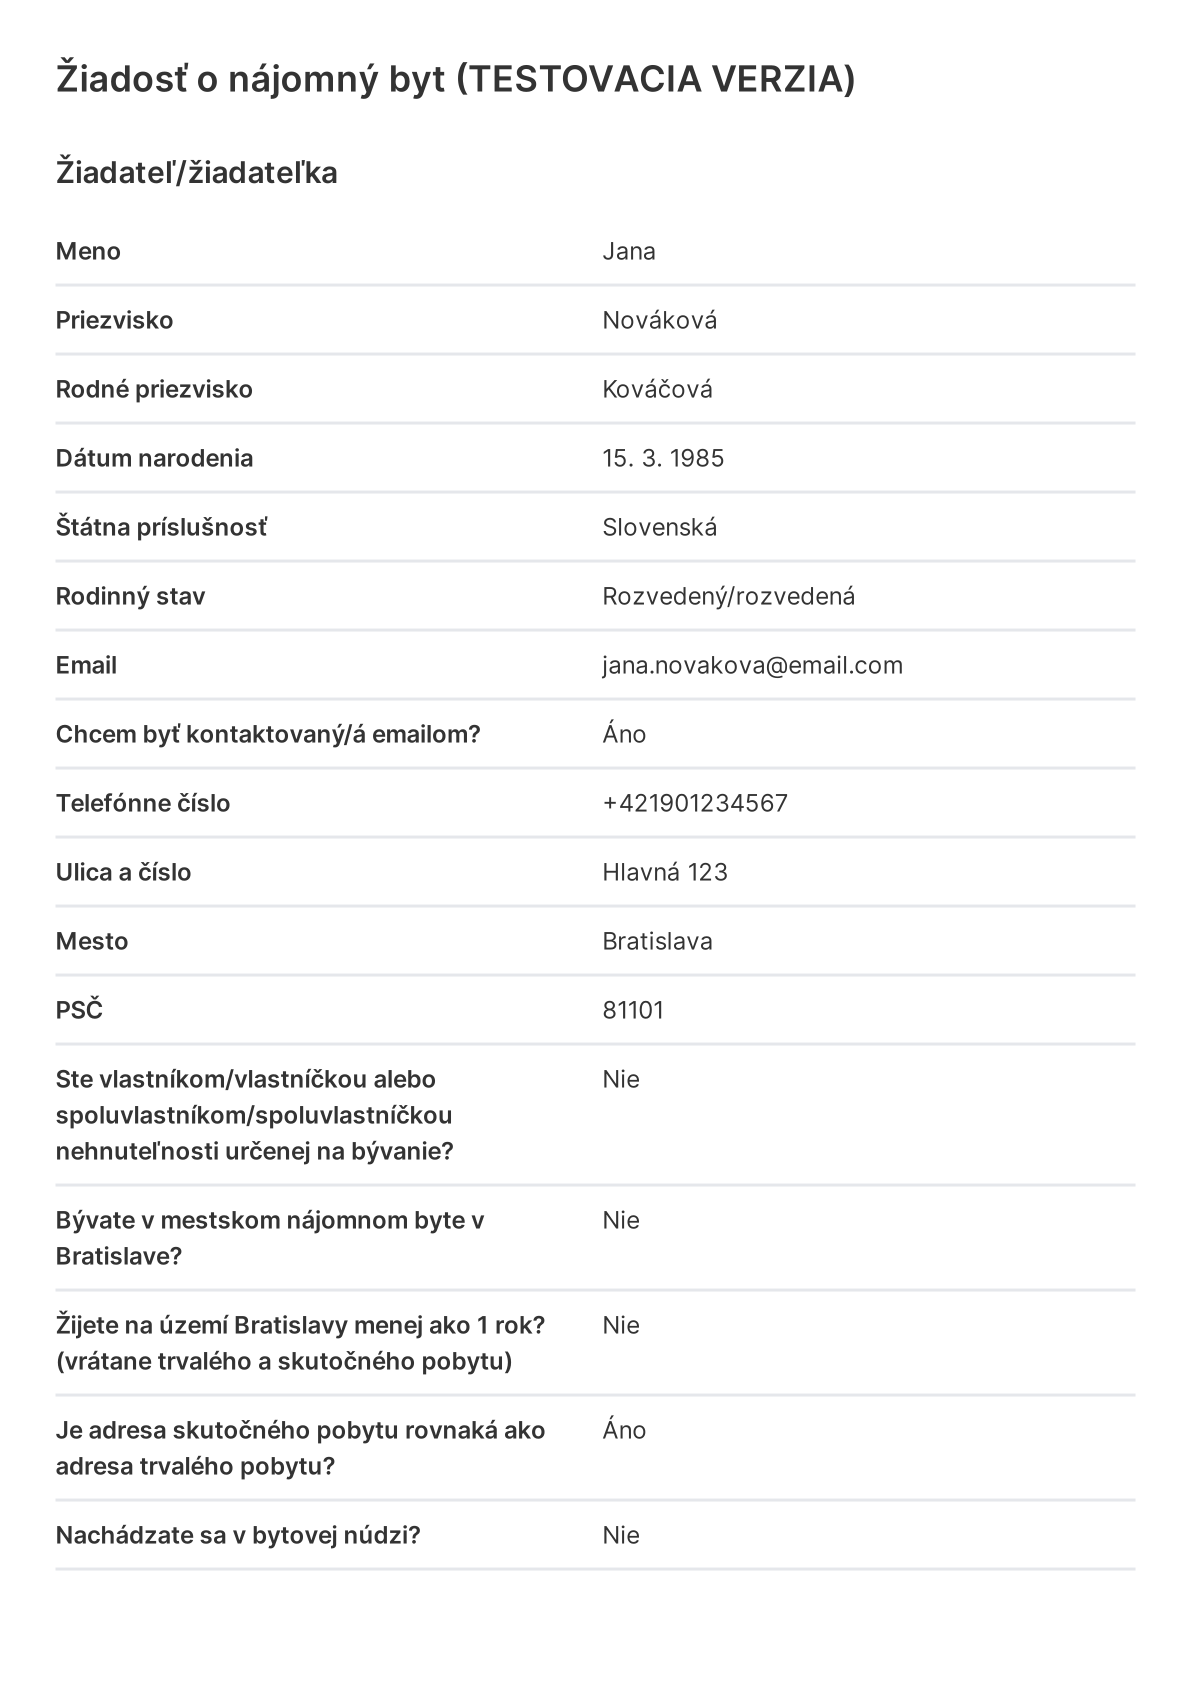 Žiadosť o nájomný byt (TESTOVACIA VERZIA)
Žiadateľ/žiadateľka
Meno Jana
Priezvisko Nováková
Rodné priezvisko Kováčová
Dátum narodenia 15. 3. 1985
Štátna príslušnosť Slovenská
Rodinný stav Rozvedený/rozvedená
Email jana.novakova@email.com
Chcem byť kontaktovaný/á emailom? Áno
Telefónne číslo +421901234567
Ulica a číslo Hlavná 123
Mesto Bratislava
PSČ 81101
Ste vlastníkom/vlastníčkou alebo Nie
spoluvlastníkom/spoluvlastníčkou
nehnuteľnosti určenej na bývanie?
Bývate v mestskom nájomnom byte v Nie
Bratislave?
Žijete na území Bratislavy menej ako 1 rok? Nie
(vrátane trvalého a skutočného pobytu)
Je adresa skutočného pobytu rovnaká ako Áno
adresa trvalého pobytu?
Nachádzate sa v bytovej núdzi? Nie